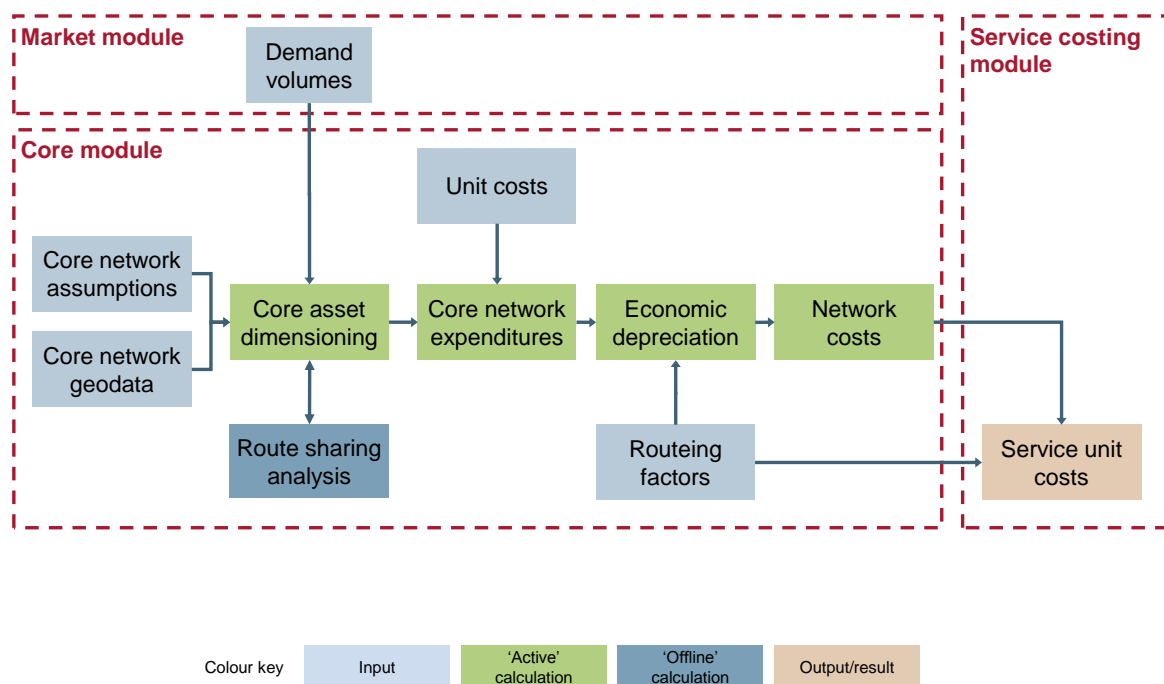 Market module
Demand
volumes
Service costing
module
Core module
Unit costs
Core network
assumptions
Core asset
dimensioning
Core network
expenditures
Economic
depreciation
Network
costs
Core network
geodata
Route sharing
analysis
Routeing
factors
Service unit
costs
Colour key
Input
‘Active’
calculation
‘Offline’
calculation
Output/result